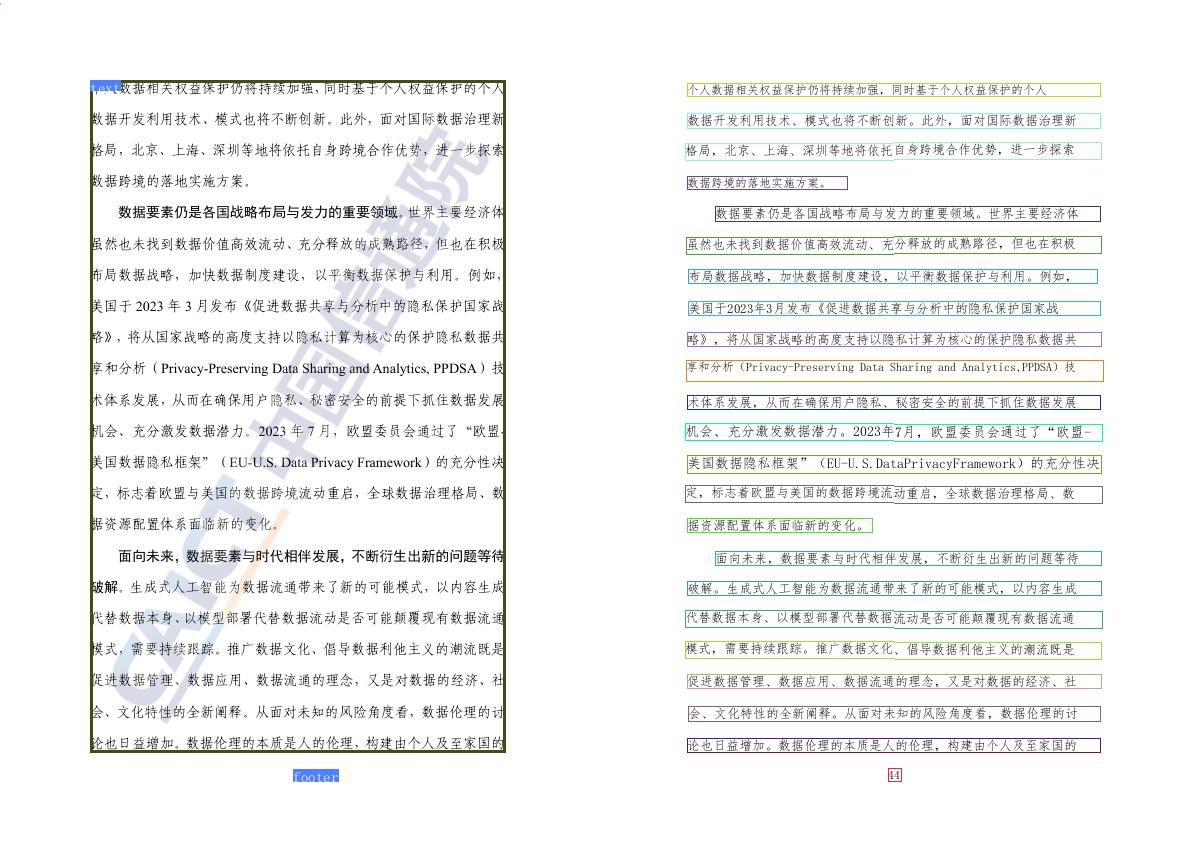 text
个人数据相关权益保护仍将持续加强，同时基于个人权益保护的个人
数据开发利用技术、模式也将不断创新。此外，面对国际数据治理新
格局，北京、上海、深圳等地将依托自身跨境合作优势，进一步探索
数据跨境的落地实施方案。
数据要素仍是各国战略布局与发力的重要领域。世界主要经济体
虽然也未找到数据价值高效流动、充分释放的成熟路径，但也在积极
布局数据战略，加快数据制度建设，以平衡数据保护与利用。例如，
美国于 2023 年 3 月发布《促进数据共享与分析中的隐私保护国家战
略》，将从国家战略的高度支持以隐私计算为核心的保护隐私数据共
享和分析（Privacy-Preserving Data Sharing and Analytics, PPDSA）技
术体系发展，从而在确保用户隐私、秘密安全的前提下抓住数据发展
机会、充分激发数据潜力。2023 年 7 月，欧盟委员会通过了“欧盟-
美国数据隐私框架”（EU-U.S. Data Privacy Framework）的充分性决
定，标志着欧盟与美国的数据跨境流动重启，全球数据治理格局、数
据资源配置体系面临新的变化。
面向未来，数据要素与时代相伴发展，不断衍生出新的问题等待
破解。生成式人工智能为数据流通带来了新的可能模式，以内容生成
代替数据本身、以模型部署代替数据流动是否可能颠覆现有数据流通
模式，需要持续跟踪。推广数据文化、倡导数据利他主义的潮流既是
促进数据管理、数据应用、数据流通的理念，又是对数据的经济、社
会、文化特性的全新阐释。从面对未知的风险角度看，数据伦理的讨
论也日益增加。数据伦理的本质是人的伦理，构建由个人及至家国的
footer
CAICT 中国信通院
个人数据相关权益保护仍将持续加强，同时基于个人权益保护的个人
数据开发利用技术、模式也将不断创新。此外，面对国际数据治理新
格局，北京、上海、深圳等地将依托自身跨境合作优势，进一步探索
数据跨境的落地实施方案。
数据要素仍是各国战略布局与发力的重要领域。世界主要经济体
虽然也未找到数据价值高效流动、充分释放的成熟路径，但也在积极
布局数据战略，加快数据制度建设，以平衡数据保护与利用。例如，
美国于2023年3月发布《促进数据共享与分析中的隐私保护国家战
略》，将从国家战略的高度支持以隐私计算为核心的保护隐私数据共
享和分析（Privacy-Preserving Data Sharing and Analytics,PPDSA）技
术体系发展，从而在确保用户隐私、秘密安全的前提下抓住数据发展
机会、充分激发数据潜力。2023年7月，欧盟委员会通过了“欧盟-
美国数据隐私框架”（EU-U.S.DataPrivacyFramework）的充分性决
定，标志着欧盟与美国的数据跨境流动重启，全球数据治理格局、数
据资源配置体系面临新的变化。
面向未来，数据要素与时代相伴发展，不断衍生出新的问题等待
破解。生成式人工智能为数据流通带来了新的可能模式，以内容生成
代替数据本身、以模型部署代替数据流动是否可能颠覆现有数据流通
模式，需要持续跟踪。推广数据文化、倡导数据利他主义的潮流既是
促进数据管理、数据应用、数据流通的理念，又是对数据的经济、社
会、文化特性的全新阐释。从面对未知的风险角度看，数据伦理的讨
论也日益增加。数据伦理的本质是人的伦理，构建由个人及至家国的
44